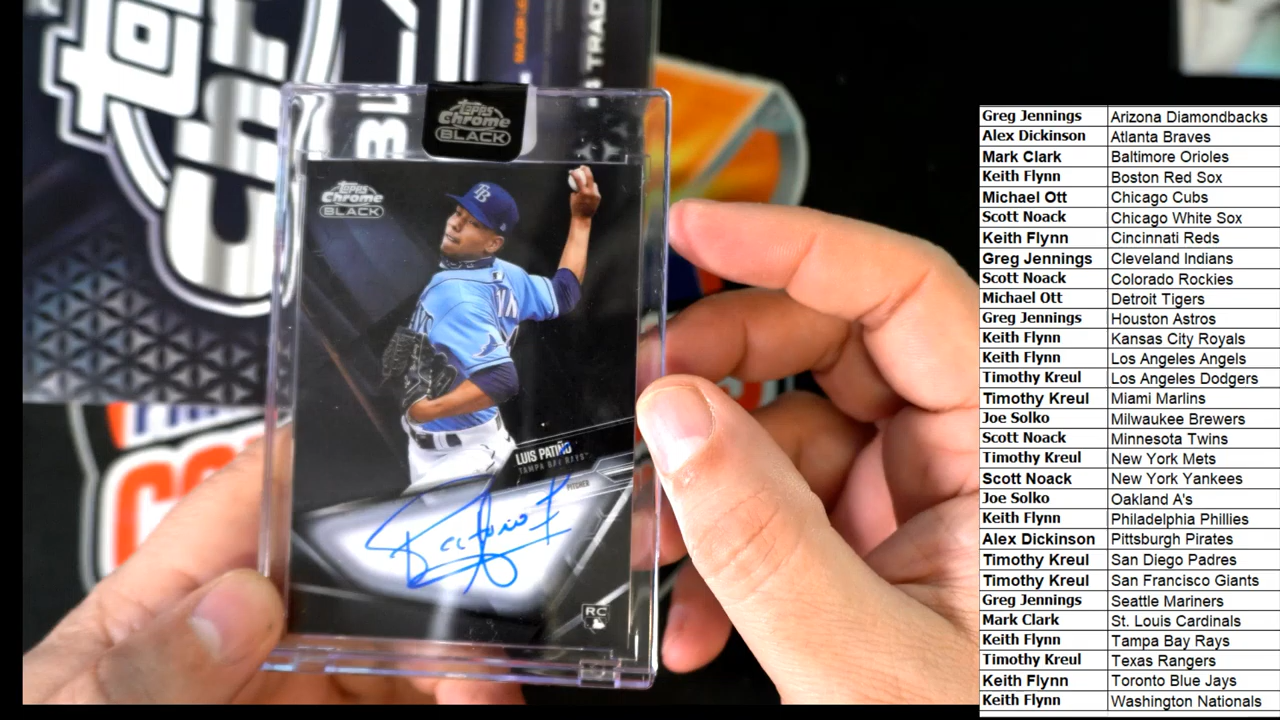 MAJOR LE
TRAD
Topps
Chrome
BLACK
Topps
Chrome
BLACK
TB
LUIS PATIÑO
TAMPA BAY RAYS™
PITCHER
RC
Greg Jennings Arizona Diamondbacks
Alex Dickinson Atlanta Braves
Mark Clark Baltimore Orioles
Keith Flynn Boston Red Sox
Michael Ott Chicago Cubs
Scott Noack Chicago White Sox
Keith Flynn Cincinnati Reds
Greg Jennings Cleveland Indians
Scott Noack Colorado Rockies
Michael Ott Detroit Tigers
Greg Jennings Houston Astros
Keith Flynn Kansas City Royals
Keith Flynn Los Angeles Angels
Timothy Kreul Los Angeles Dodgers
Timothy Kreul Miami Marlins
Joe Solko Milwaukee Brewers
Scott Noack Minnesota Twins
Timothy Kreul New York Mets
Scott Noack New York Yankees
Joe Solko Oakland A's
Keith Flynn Philadelphia Phillies
Alex Dickinson Pittsburgh Pirates
Timothy Kreul San Diego Padres
Timothy Kreul San Francisco Giants
Greg Jennings Seattle Mariners
Mark Clark St. Louis Cardinals
Keith Flynn Tampa Bay Rays
Timothy Kreul Texas Rangers
Keith Flynn Toronto Blue Jays
Keith Flynn Washington Nationals